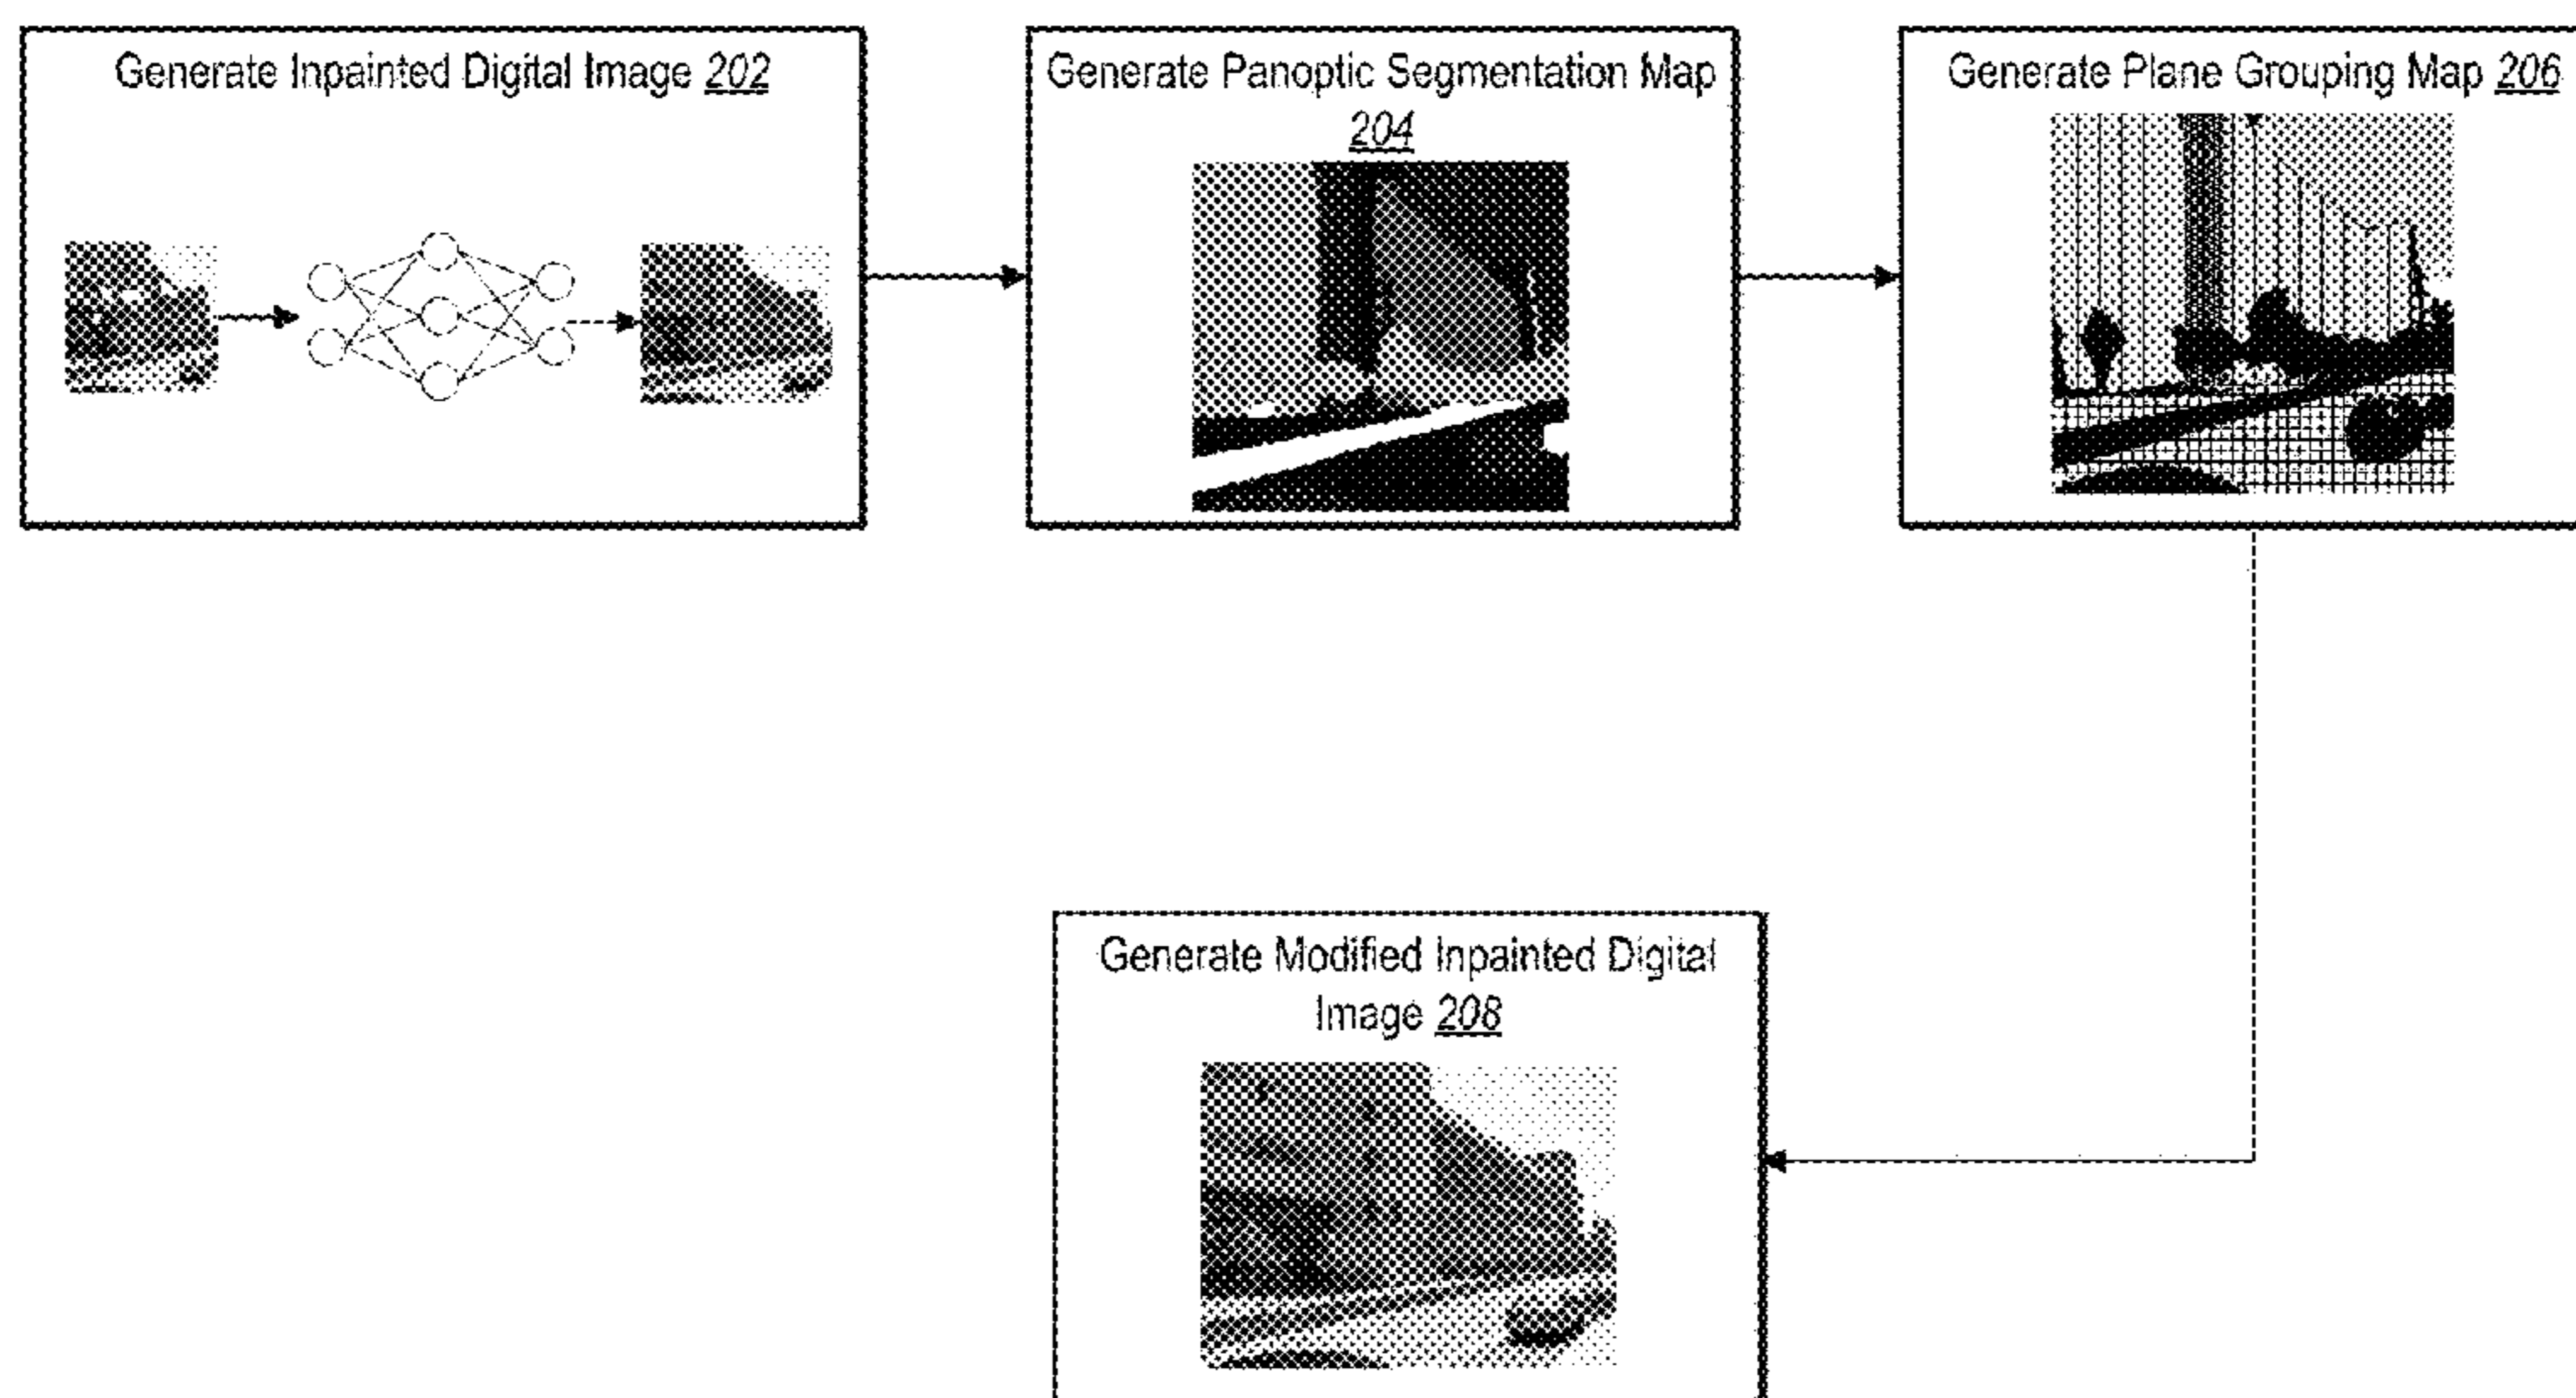 Generate Inpainted Digital Image 202
Generate Panoptic Segmentation Map
204
Generate Plane Grouping Map 206
Generate Modified Inpainted Digital
Image 208